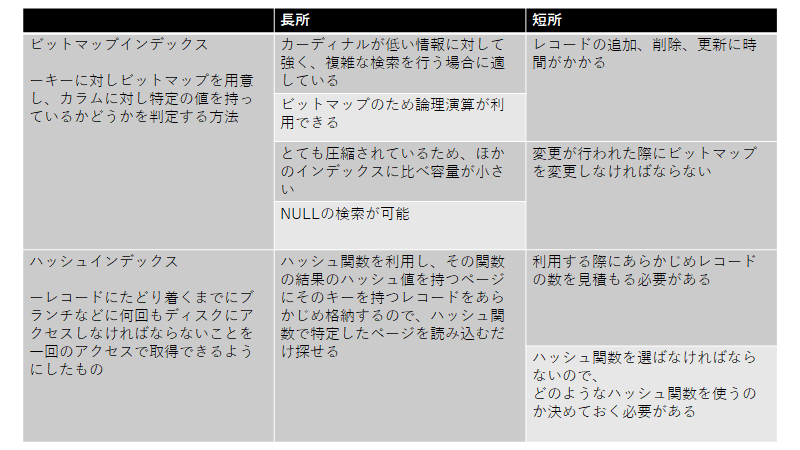 長所
短所
ビットマップインデックス
ーキーに対しビットマップを用意
し、カラムに対し特定の値を持っ
ているかどうかを判定する方法
カーディナルが低い情報に対して
強く、複雑な検索を行う場合に適
している
レコードの追加、削除、更新に時
間がかかる
ビットマップのため論理演算が利
用できる
とても圧縮されているため、ほか
のインデックスに比べ容量が小さ
い
変更が行われた際にビットマップ
を変更しなければならない
NULLの検索が可能
ハッシュインデックス
ーレコードにたどり着くまでにブ
ランチなどに何回もディスクにア
クセスしなければならないことを
一回のアクセスで取得できるよう
にしたもの
ハッシュ関数を利用し、その関数
の結果のハッシュ値を持つページ
にそのキーを持つレコードをあら
かじめ格納するので、ハッシュ関
数で特定したページを読み込むだ
け探せる
利用する際にあらかじめレコード
の数を見積もる必要がある
ハッシュ関数を選ばなければなら
ないので、
どのようなハッシュ関数を使うの
か決めておく必要がある